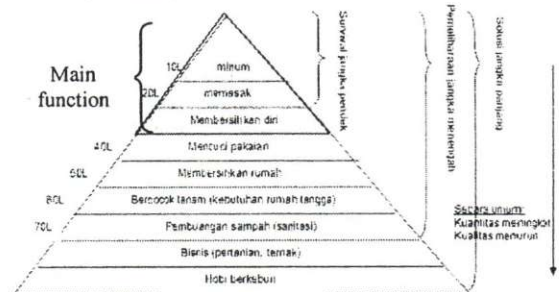 Main
function
10L
20L
40L
50L
60L
70L
minum
memasak
Membersihkan diri
Mencuci pakaian
Membersihkan rumah
Bercocok tanam (kebutuhan rumah tangga)
Pembuangan sampah (sanitasi)
Bisnis (pertanian, ternak)
Hobi berkebun
Survival jangka pendek
Pemeliharaan jangka menengah
Solusi jangka panjang
Secara umum:
Kuantitas meningkat
Kualitas menurun